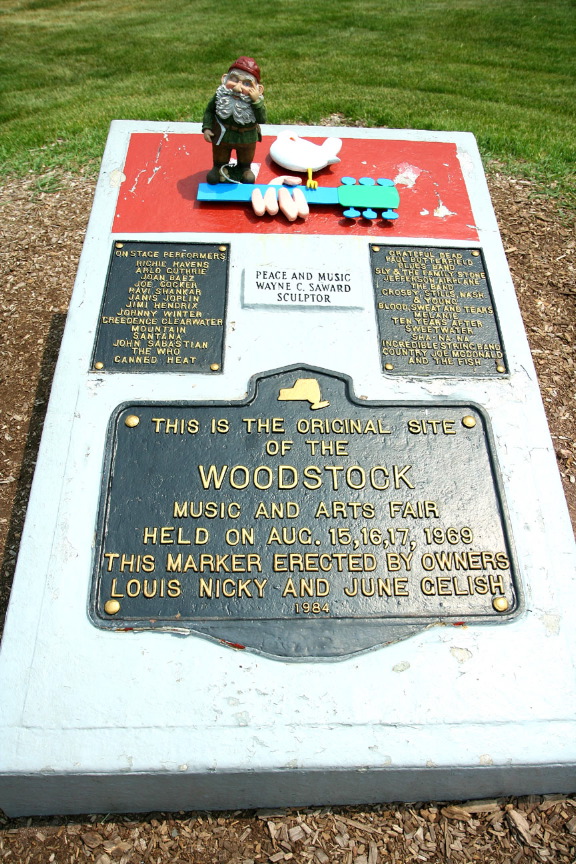 ON STAGE PERFORMERS
RICHIE HAVENS
ARLO GUTHRIE
JOAN BAEZ
JOE COCKER
RAVI SHANKAR
JANIS JOPLIN
JIMI HENDRIX
JOHNNY WINTER
CREEDENCE CLEARWATER
MOUNTAIN
SANTANA
JOHN SABASTIAN
THE WHO
CANNED HEAT
PEACE AND MUSIC
WAYNE C. SAWARD
SCULPTOR
GRATEFUL DEAD
PAUL BUTTERFIELD
BLUES BAND
SLY & THE FAMILY STONE
JEFFERSON AIRPLANE
THE BAND
CROSBY, STILLS, NASH,
& YOUNG
BLOOD, SWEAT AND TEARS
MELANIE
TEN YEARS AFTER
SWEETWATER
SHA-NA-NA
INCREDIBLE STRING BAND
COUNTRY JOE MCDONALD
AND THE FISH
THIS IS THE ORIGINAL SITE
OF THE
WOODSTOCK
MUSIC AND ARTS FAIR
HELD ON AUG. 15,16,17, 1969
THIS MARKER ERECTED BY OWNERS
LOUIS NICKY AND JUNE GELISH
1984